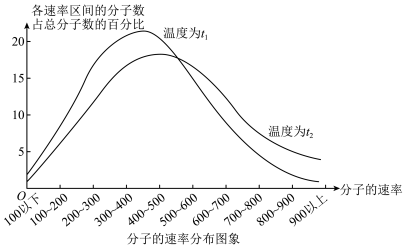 各速率区间的分子数
占总分子数的百分比
20
15
10
5
O
温度为t₁
温度为t₂
分子的速率
100以下
100~200
200~300
300~400
400~500
500~600
600~700
700~800
800~900
900以上
分子的速率分布图象